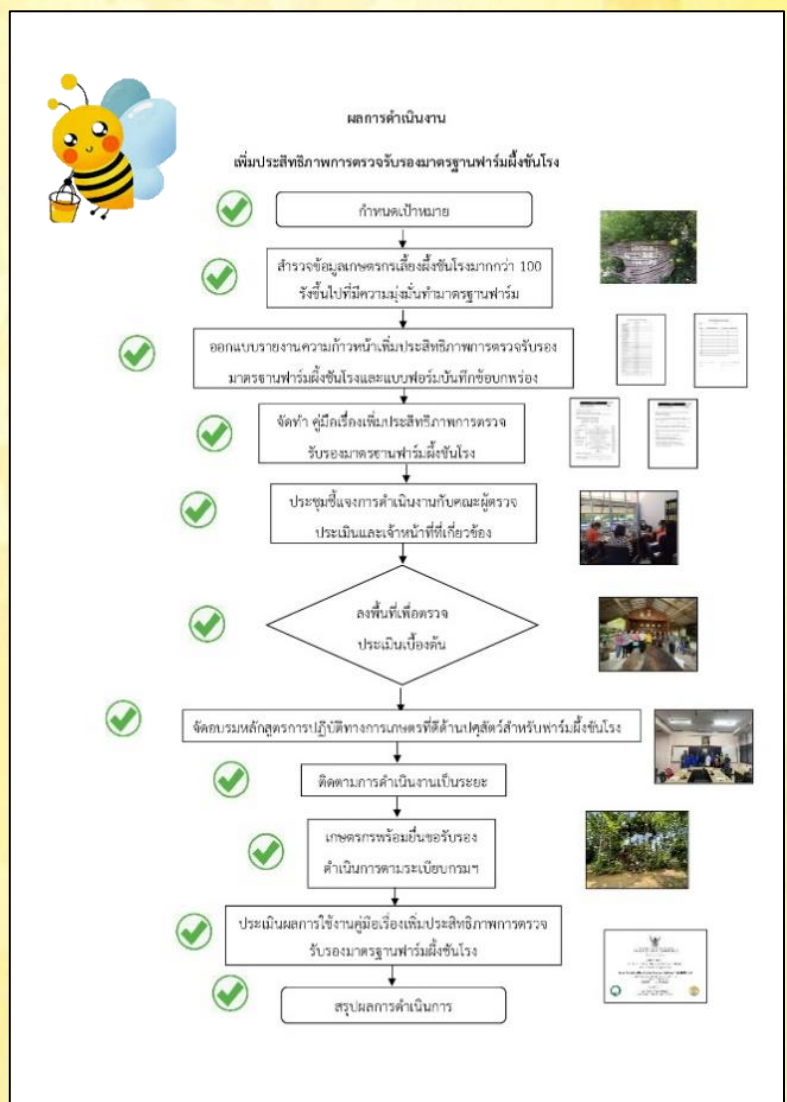 ผลการดำเนินงาน
เพิ่มประสิทธิภาพการตรวจรับรองมาตรฐานฟาร์มผึ้งชันโรง
กำหนดเป้าหมาย
สำรวจข้อมูลเกษตรกรเลี้ยงผึ้งชันโรงมากกว่า 100
รังขึ้นไปที่มีความมุ่งมั่นทำมาตรฐานฟาร์ม
ออกแบบรายงานความก้าวหน้าเพิ่มประสิทธิภาพการตรวจรับรอง
มาตรฐานฟาร์มผึ้งชันโรงและแบบฟอร์มบันทึกข้อบกพร่อง
จัดทำ คู่มือเรื่องเพิ่มประสิทธิภาพการตรวจ
รับรองมาตรฐานฟาร์มผึ้งชันโรง
ประชุมชี้แจงการดำเนินงานกับคณะผู้ตรวจ
ประเมินและเจ้าหน้าที่ที่เกี่ยวข้อง
ลงพื้นที่เพื่อตรวจ
ประเมินเบื้องต้น
จัดอบรมหลักสูตรการปฏิบัติทางการเกษตรที่ดีด้านปศุสัตว์สำหรับฟาร์มผึ้งชันโรง
ติดตามการดำเนินงานเป็นระยะ
เกษตรกรพร้อมยื่นขอรับรอง
ดำเนินการตามระเบียบกรมฯ
ประเมินผลการใช้งานคู่มือเรื่องเพิ่มประสิทธิภาพการตรวจ
รับรองมาตรฐานฟาร์มผึ้งชันโรง
สรุปผลการดำเนินการ